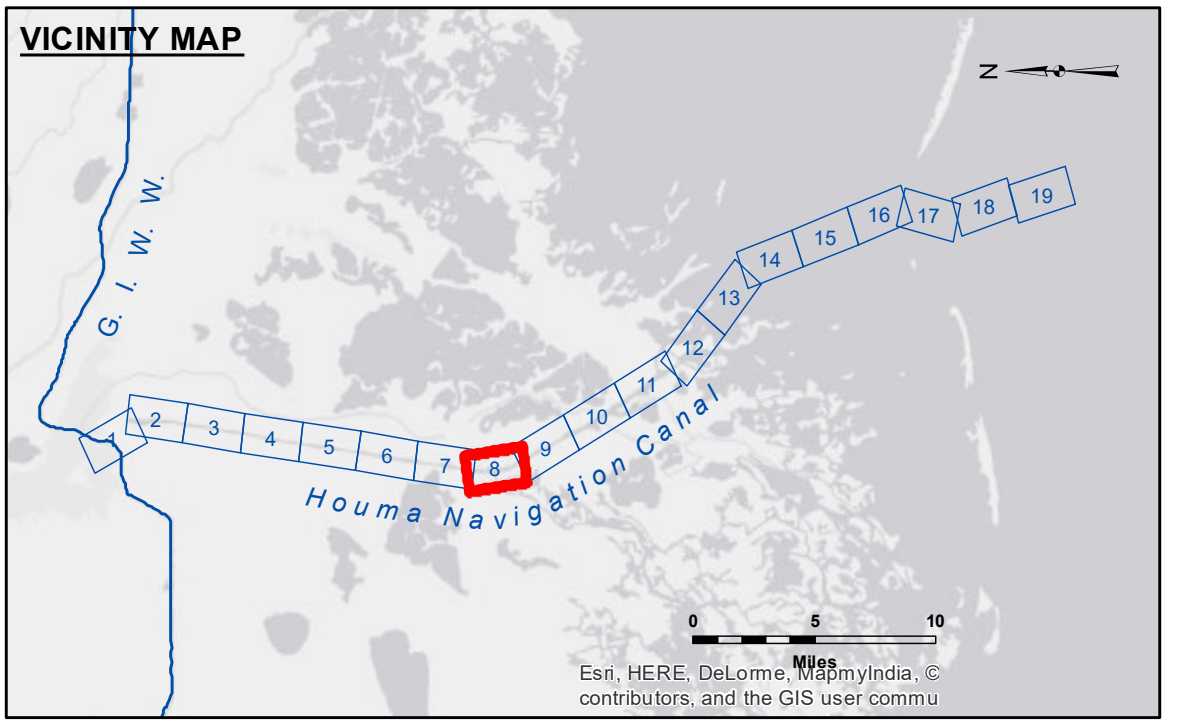 VICINITY MAP
N
G. I. W. W.
1
2
3
4
5
6
7
8
9
10
11
12
13
14
15
16
17
18
19
Houma Navigation Canal
0 5 10
Miles
Esri, HERE, DeLorme, MapmyIndia, ©
contributors, and the GIS user commu